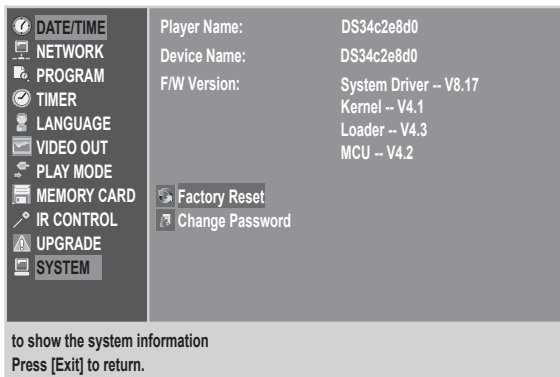 DATE/TIME
NETWORK
PROGRAM
TIMER
LANGUAGE
VIDEO OUT
PLAY MODE
MEMORY CARD
IR CONTROL
UPGRADE
SYSTEM
Player Name: DS34c2e8d0
Device Name: DS34c2e8d0
F/W Version: System Driver -- V8.17
Kernel -- V4.1
Loader -- V4.3
MCU -- V4.2
Factory Reset
Change Password
to show the system information
Press [Exit] to return.